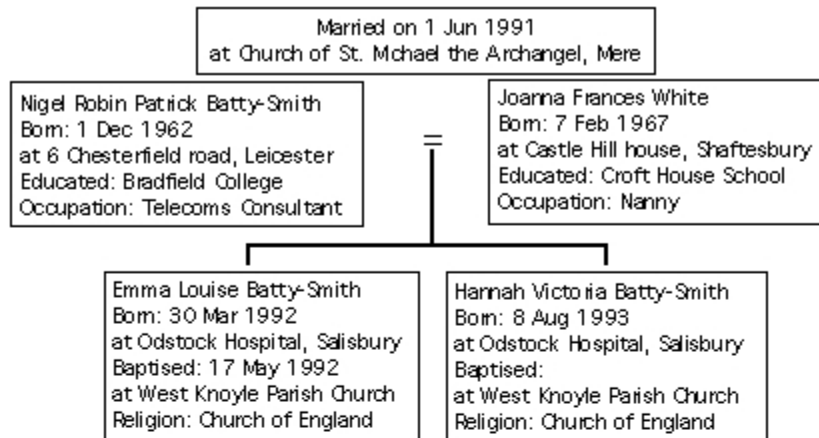 Married on 1 Jun 1991
at Church of St. Mchael the Archangel, Mere
Nigel Robin Patrick Batty-Smith
Born: 1 Dec 1962
at 6 Chesterfield road, Leicester
Educated: Bradfield College
Occupation: Telecoms Consultant
=
Joanna Frances White
Born: 7 Feb 1967
at Castle Hill house, Shaftesbury
Educated: Croft House School
Occupation: Nanny
Emma Louise Batty-Smith
Born: 30 Mar 1992
at Odstock Hospital, Salisbury
Baptised: 17 May 1992
at West Knoyle Parish Church
Religion: Church of England
Hannah Victoria Batty-Smith
Born: 8 Aug 1993
at Odstock Hospital, Salisbury
Baptised:
at West Knoyle Parish Church
Religion: Church of England